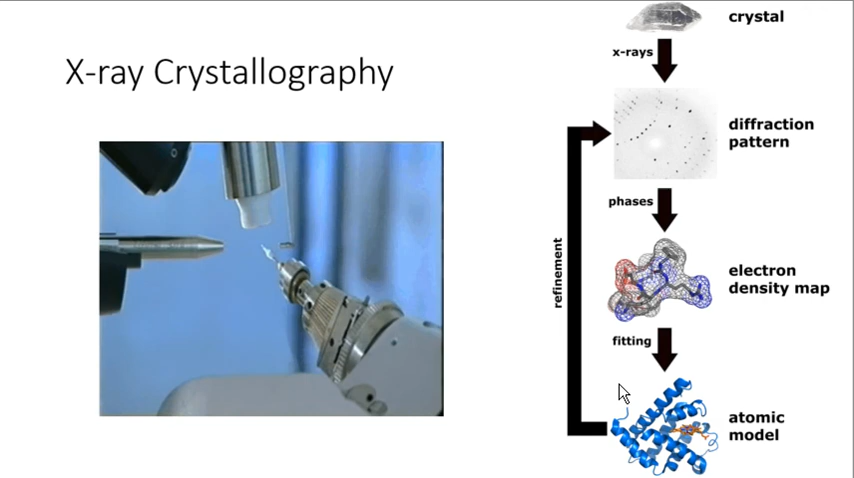 X-ray Crystallography
crystal
x-rays
diffraction
pattern
phases
electron
density map
refinement
fitting
atomic
model